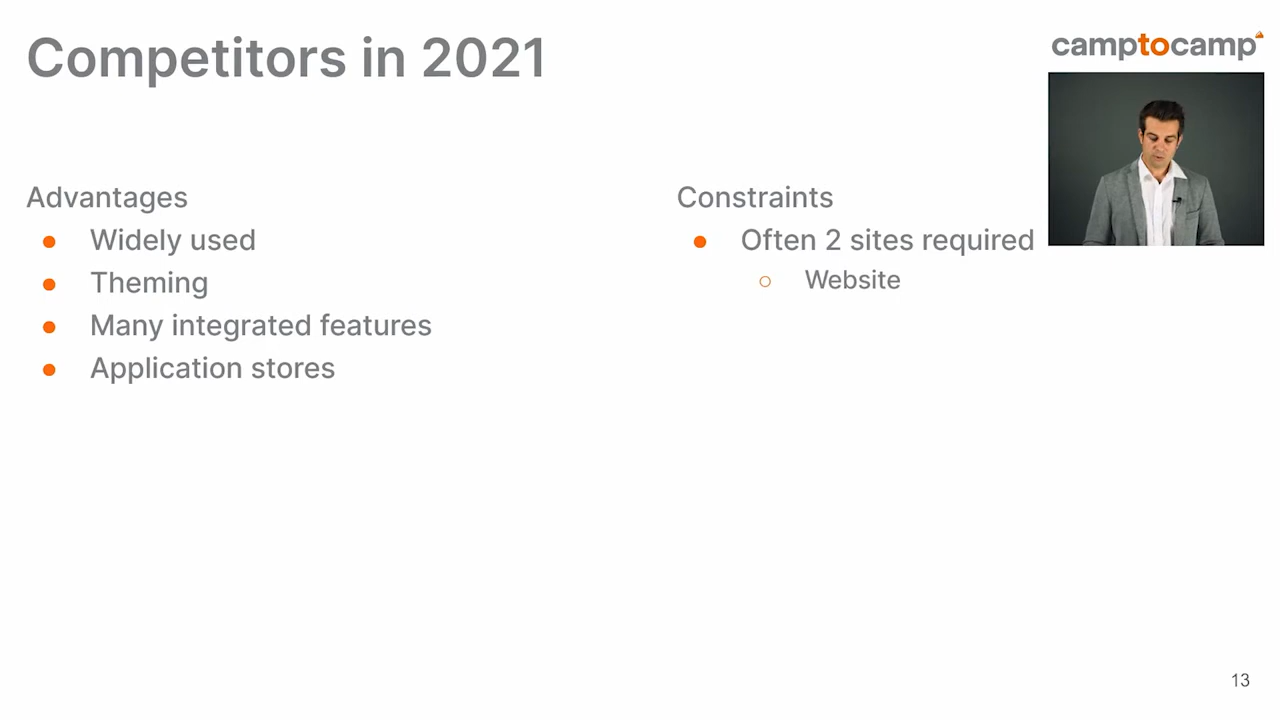 Competitors in 2021
camptocamp
Advantages
● Widely used
● Theming
● Many integrated features
● Application stores
Constraints
● Often 2 sites required
○ Website
13